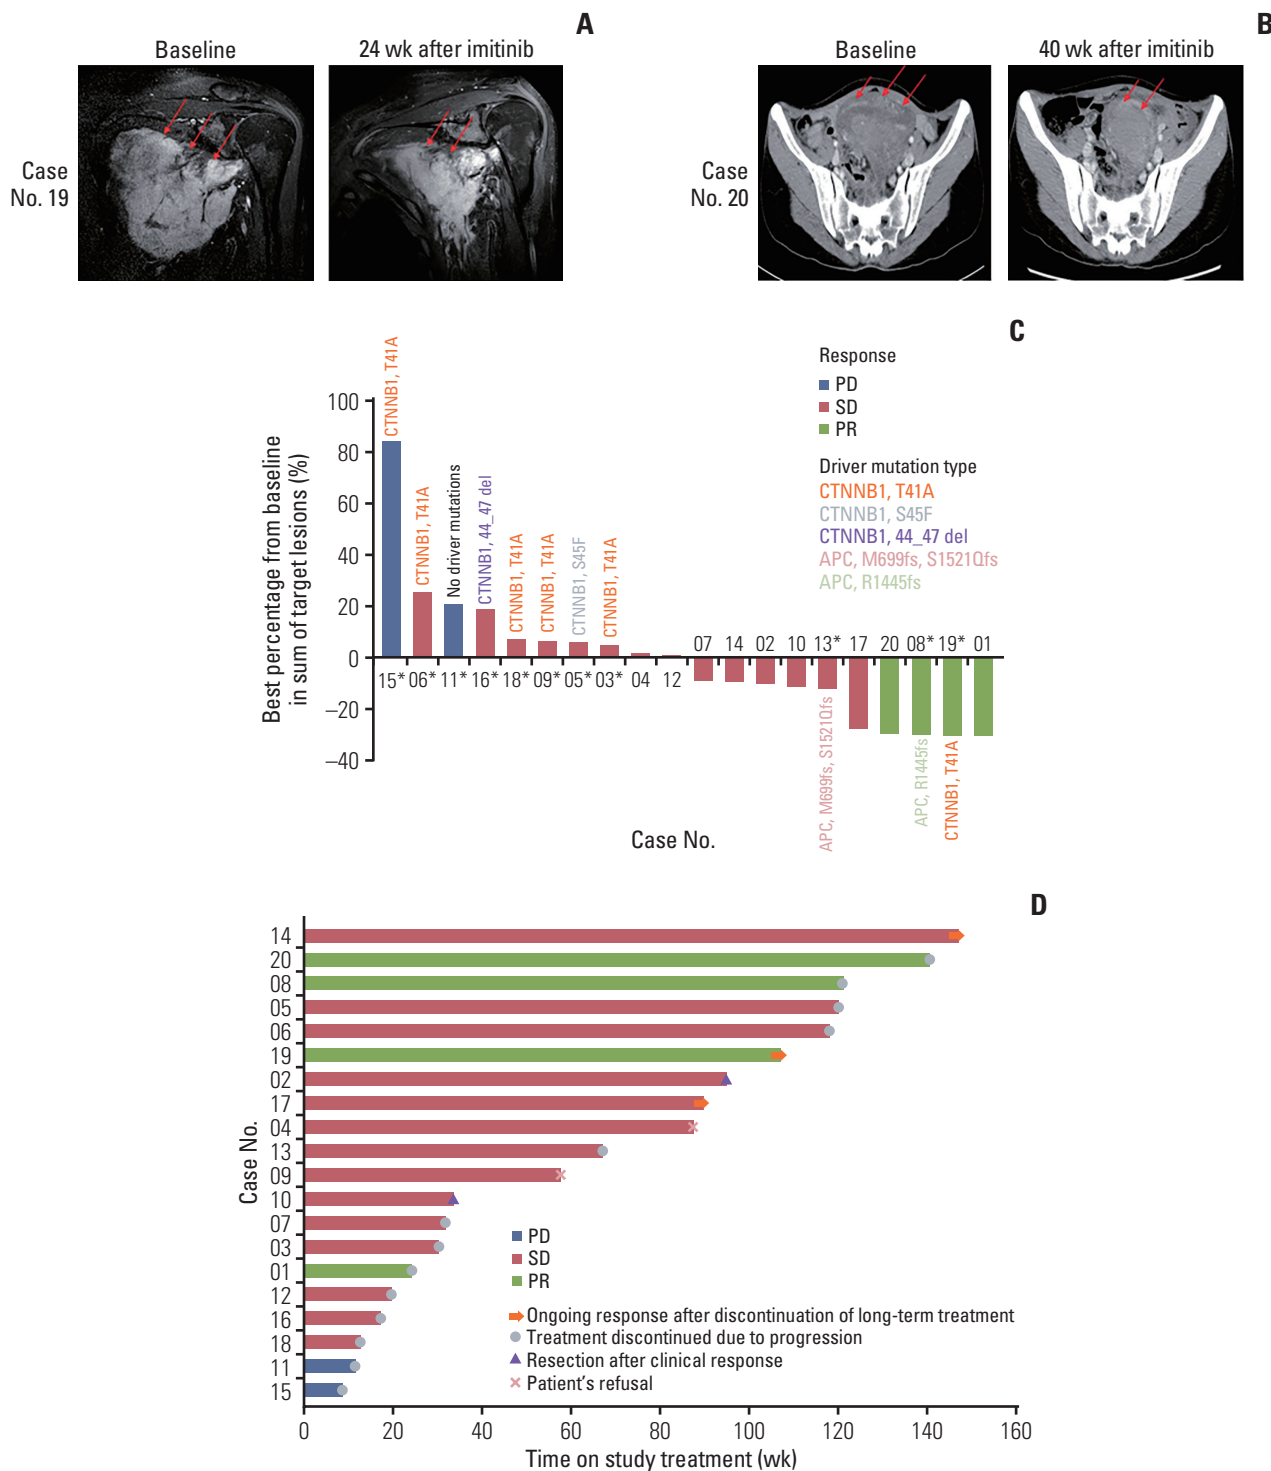 A
Baseline
24 wk after imitinib
Case
No. 19
B
Baseline
40 wk after imitinib
Case
No. 20
C
Response
PD
SD
PR
Driver mutation type
CTNNB1, T41A
CTNNB1, S45F
CTNNB1, 44_47 del
APC, M699fs, S1521Qfs
APC, R1445fs
Best percentage from baseline
in sum of target lesions (%)
100
80
60
40
20
0
–20
–40
CTNNB1, T41A
CTNNB1, T41A
No driver mutations
CTNNB1, 44_47 del
CTNNB1, T41A
CTNNB1, T41A
CTNNB1, S45F
CTNNB1, T41A
07 14 02 10 13* 17 20 08* 19* 01
15* 06* 11* 16* 18* 09* 05* 03* 04 12
APC, M699fs, S1521Qfs
APC, R1445fs
CTNNB1, T41A
Case No.
D
Case No.
14
20
08
05
06
19
02
17
04
13
09
10
07
03
01
12
16
18
11
15
PD
SD
PR
Ongoing response after discontinuation of long-term treatment
Treatment discontinued due to progression
Resection after clinical response
Patient's refusal
0 20 40 60 80 100 120 140 160
Time on study treatment (wk)